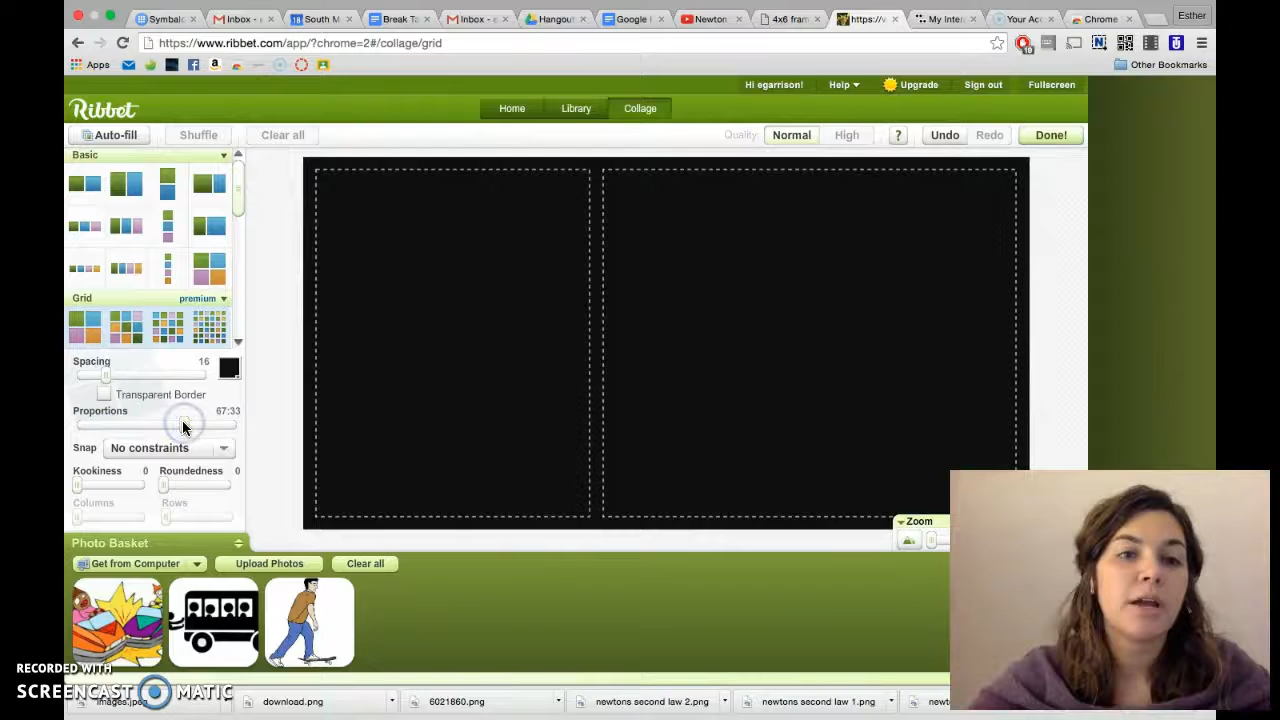 Symbal
Inbox -
Inbox -
South M
Break Ta
Inbox -
Hangout
Google
Newton
4x6 fram
https://
My Inter
Your Acc
Chrome
Esther
https://www.ribbet.com/app/?chrome=2#/collage/grid
Apps
Other Bookmarks
Hi egarrison!
Help
Upgrade
Sign out
Fullscreen
Ribbet
Home
Library
Collage
Auto-fill
Shuffle
Clear all
Quality:
Normal
High
?
Undo
Redo
Done!
Basic
Grid
premium
Spacing
16
Transparent Border
Proportions
67:33
Snap
No constraints
Kookiness
0
Roundedness
0
Columns
Rows
Zoom
Photo Basket
Get from Computer
Upload Photos
Clear all
RECORDED WITH
SCREENCAST MATIC
images.jpg
download.png
6021860.png
newtons second law 2.png
newtons second law 1.png